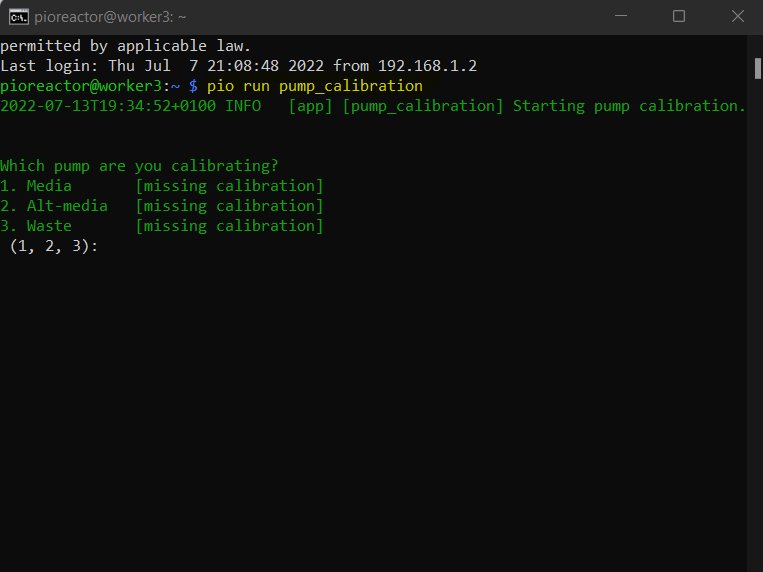 pioreactor@worker3: ~
permitted by applicable law.
Last login: Thu Jul  7 21:08:48 2022 from 192.168.1.2
pioreactor@worker3:~ $ pio run pump_calibration
2022-07-13T19:34:52+0100 INFO   [app] [pump_calibration] Starting pump calibration.
Which pump are you calibrating?
1. Media       [missing calibration]
2. Alt-media   [missing calibration]
3. Waste       [missing calibration]
 (1, 2, 3):